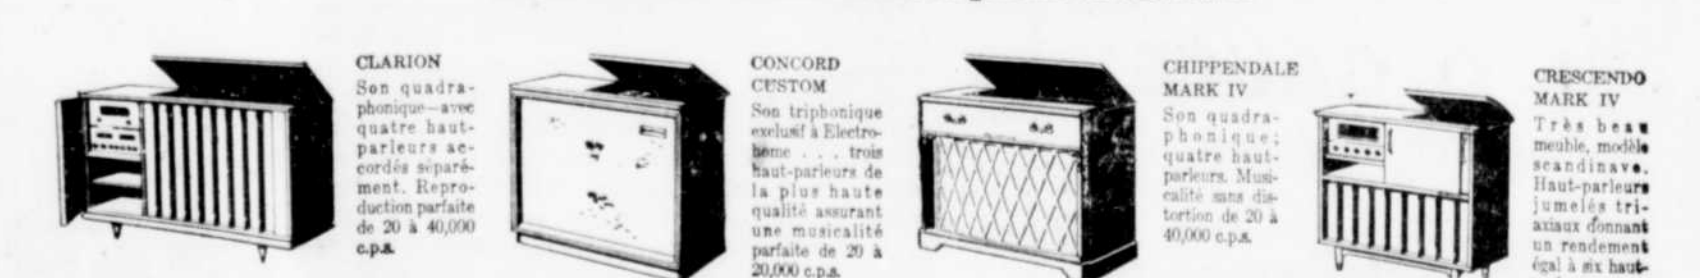 CLARION
Son quadra-
phonique—avec
quatre haut-
parleurs ac-
cordés séparé-
ment. Repro-
duction parfaite
de 20 à 40,000
c.p.s.
CONCORD
CUSTOM
Son triphonique
exclusif à Electro-
home . . . trois
haut-parleurs de
la plus haute
qualité assurant
une musicalité
parfaite de 20 à
20,000 c.p.s.
CHIPPENDALE
MARK IV
Son quadra-
phonique;
quatre haut-
parleurs. Musi-
calité sans dis-
tortion de 20 à
40,000 c.p.s.
CRESCENDO
MARK IV
Très beau
meuble, modèle
scandinave.
Haut-parleurs
jumelés tri-
axiaux donnant
un rendement
égal à six haut-